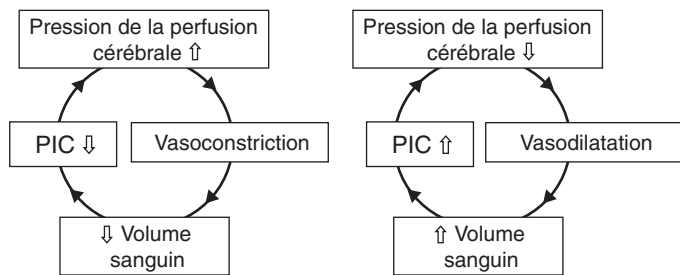 Pression de la perfusion
cérébrale ⇧
PIC ⇩
Vasoconstriction
⇩ Volume
sanguin
Pression de la perfusion
cérébrale ⇩
PIC ⇧
Vasodilatation
⇧ Volume
sanguin